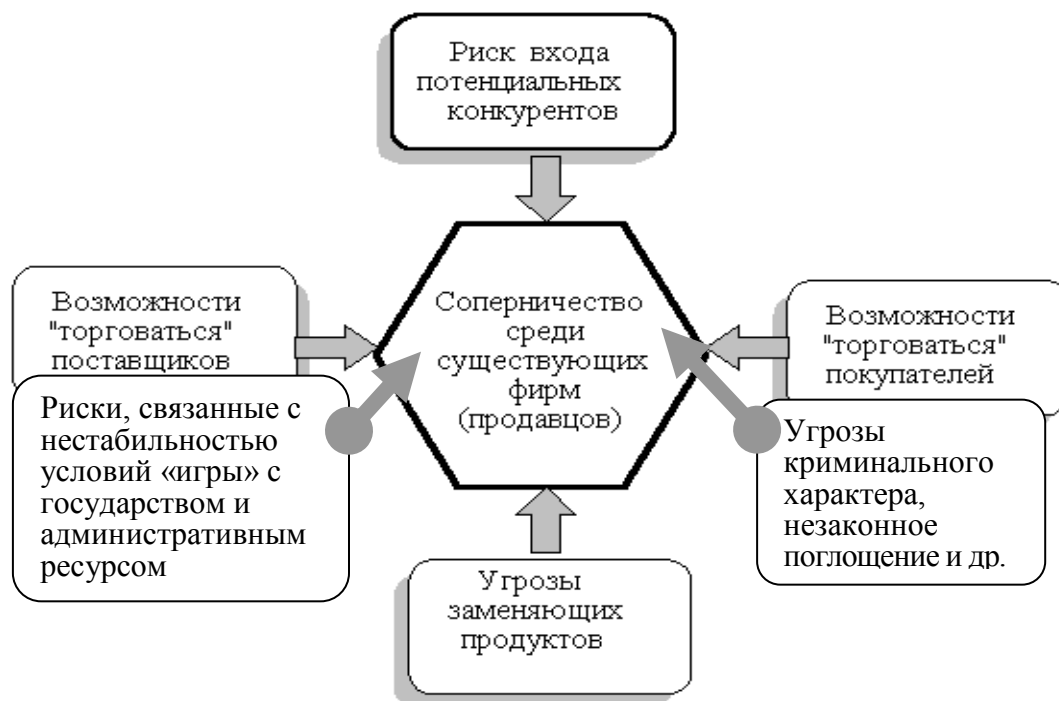 Риск входа
потенциальных
конкурентов
Возможности
"торговаться"
поставщиков
Соперничество
среди
существующих
фирм
(продавцов)
Возможности
"торговаться"
покупателей
Риски, связанные с
нестабильностью
условий «игры» с
государством и
административным
ресурсом
Угрозы
криминального
характера,
незаконное
поглощение и др.
Угрозы
заменяющих
продуктов